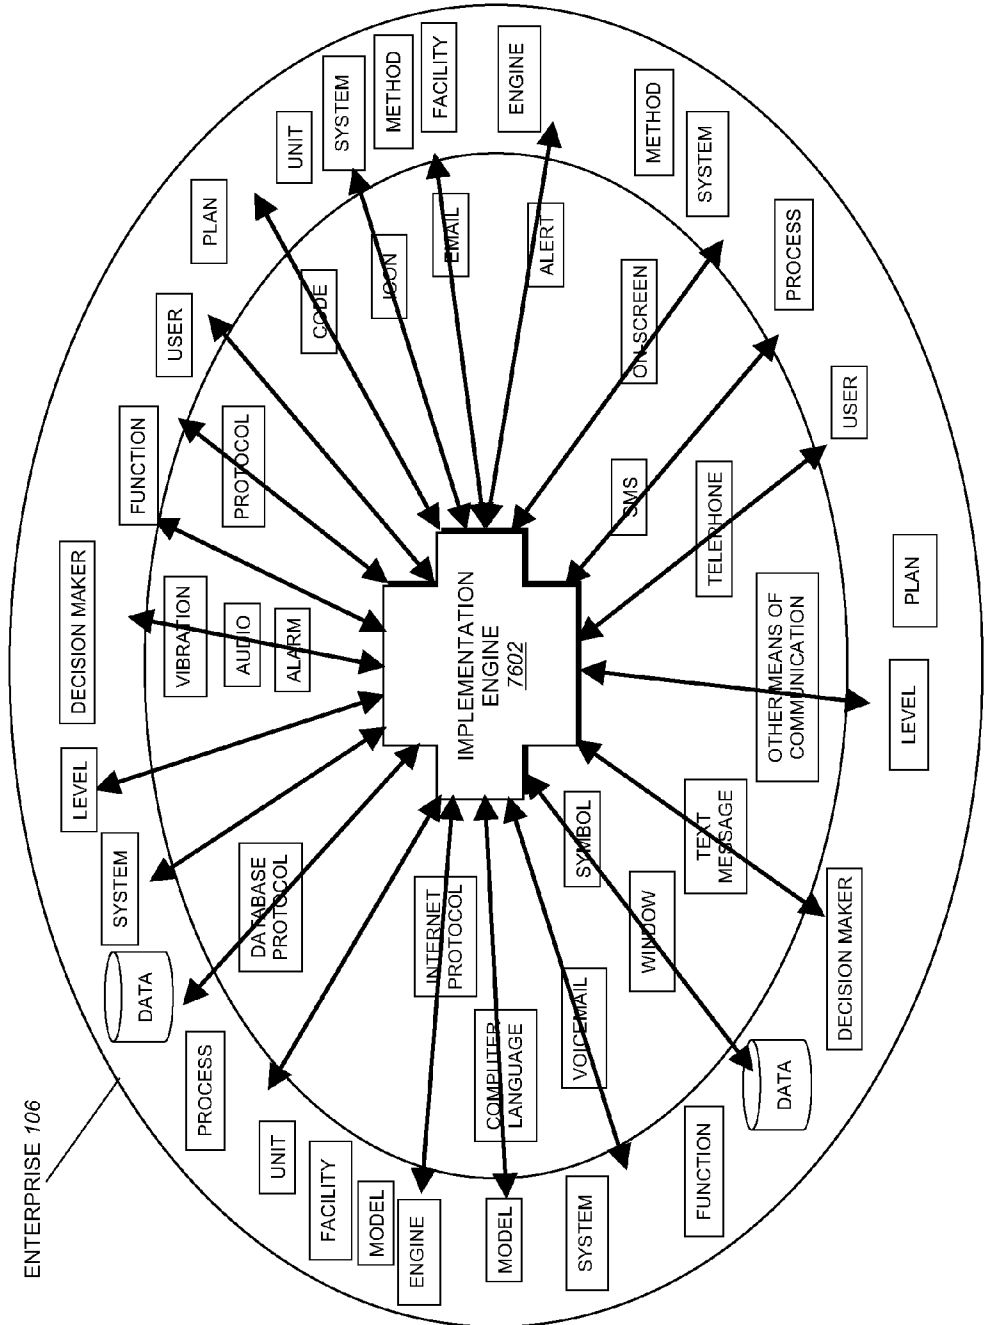 ENTERPRISE 106
LEVEL
DECISION MAKER
SYSTEM
FUNCTION
DATA
USER
VIBRATION
PROCESS
PLAN
AUDIO
PROTOCOL
DATABASE
PROTOCOL
UNIT
ALARM
UNIT
CODE
FACILITY
SYSTEM
MODEL
ICON
METHOD
ENGINE
INTERNET
PROTOCOL
EMAIL
FACILITY
IMPLEMENTATION
ENGINE
7602
MODEL
COMPUTER
LANGUAGE
ENGINE
ALERT
SYSTEM
VOICEMAIL
SYMBOL
WINDOW
SMS
ON-SCREEN
METHOD
FUNCTION
TEXT
MESSAGE
TELEPHONE
SYSTEM
DATA
OTHER MEANS OF
COMMUNICATION
PROCESS
DECISION MAKER
USER
LEVEL
PLAN